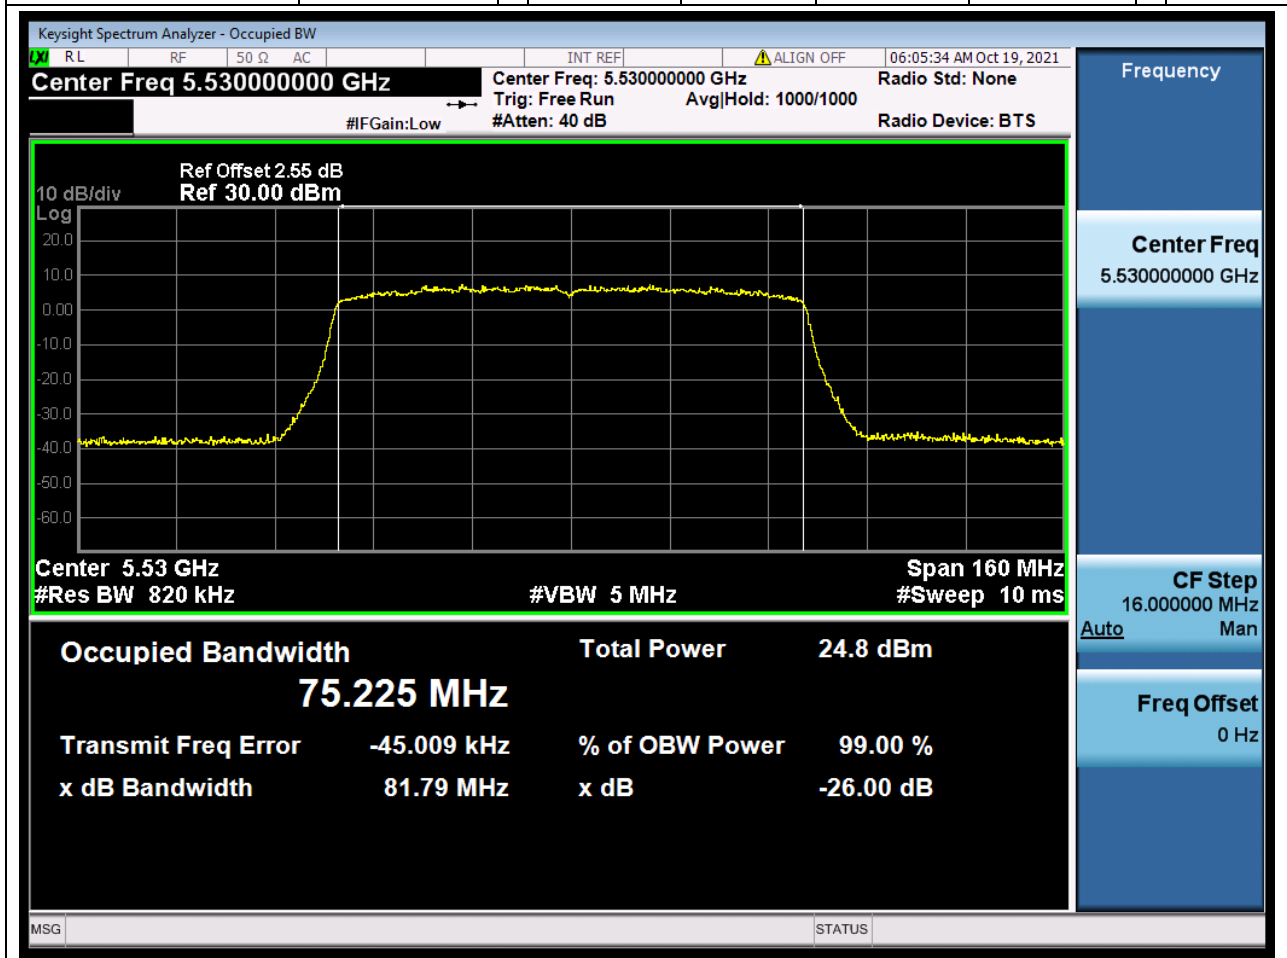 Keysight Spectrum Analyzer - Occupied BW
LXI RL RF 50 Ω AC INT REF ALIGN OFF 06:05:34 AM Oct 19, 2021
Center Freq 5.530000000 GHz
Center Freq: 5.530000000 GHz
Radio Std: None
Trig: Free Run Avg|Hold: 1000/1000
#IFGain:Low
#Atten: 40 dB
Radio Device: BTS
Ref Offset 2.55 dB
10 dB/div Ref 30.00 dBm
Log
20.0
10.0
0.00
-10.0
-20.0
-30.0
-40.0
-50.0
-60.0
Center 5.53 GHz Span 160 MHz
#Res BW 820 kHz #VBW 5 MHz #Sweep 10 ms
Occupied Bandwidth Total Power 24.8 dBm
75.225 MHz
Transmit Freq Error -45.009 kHz % of OBW Power 99.00 %
x dB Bandwidth 81.79 MHz x dB -26.00 dB
MSG STATUS
Frequency
Center Freq
5.530000000 GHz
CF Step
16.000000 MHz
Auto Man
Freq Offset
0 Hz